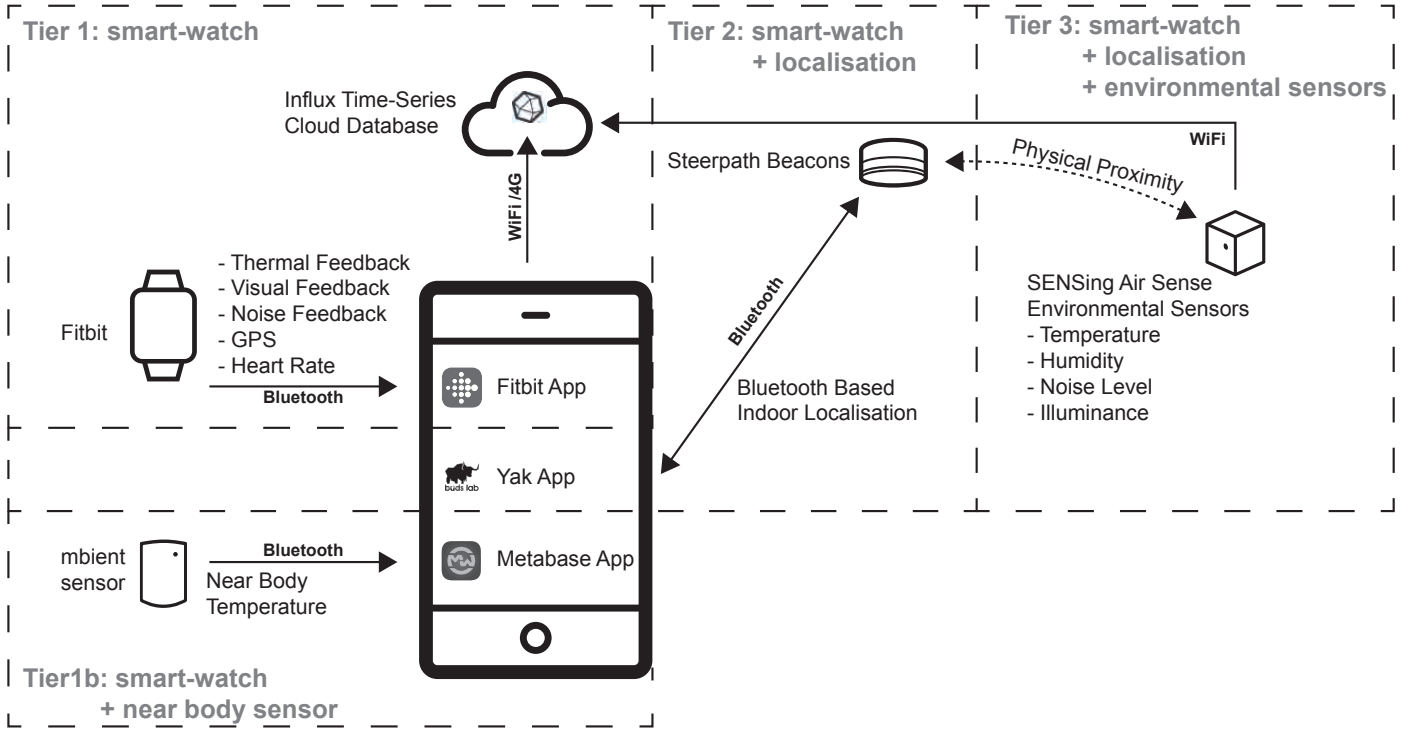 Tier 1: smart-watch
Influx Time-Series
Cloud Database
WiFi /4G
Fitbit
- Thermal Feedback
- Visual Feedback
- Noise Feedback
- GPS
- Heart Rate
Bluetooth
Fitbit App
buds lab
Yak App
mbient
sensor
Bluetooth
Near Body
Temperature
MW
Metabase App
Tier1b: smart-watch
+ near body sensor
Tier 2: smart-watch
+ localisation
Steerpath Beacons
Bluetooth
Bluetooth Based
Indoor Localisation
Tier 3: smart-watch
+ localisation
+ environmental sensors
WiFi
Physical Proximity
SENSing Air Sense
Environmental Sensors
- Temperature
- Humidity
- Noise Level
- Illuminance